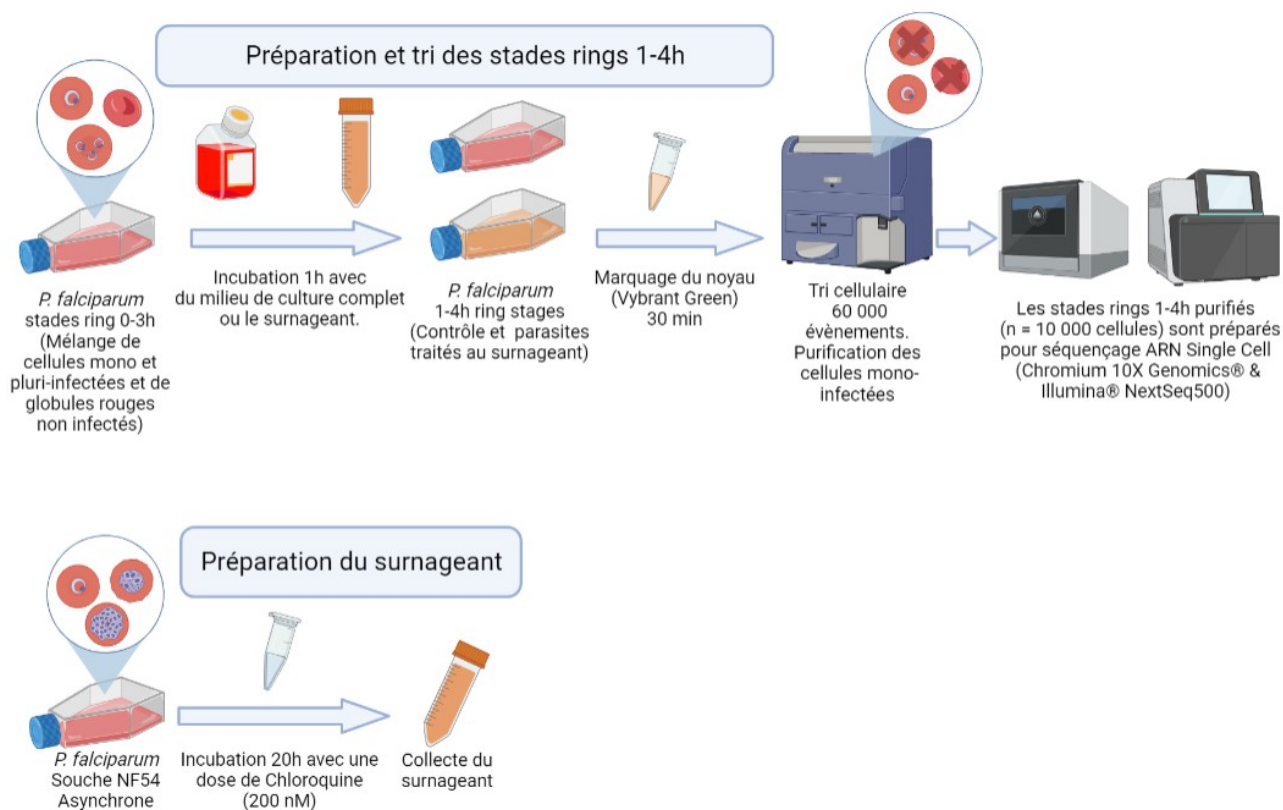 Préparation et tri des stades rings 1-4h
P. falciparum
stades ring 0-3h
(Mélange de
cellules mono et
pluri-infectées et de
globules rouges
non infectés)
Incubation 1h avec
du milieu de culture complet
ou le surnageant.
P. falciparum
1-4h ring stages
(Contrôle et parasites
traités au surnageant)
Marquage du noyau
(Vybrant Green)
30 min
Tri cellulaire
60 000
évènements.
Purification des
cellules mono-
infectées
Les stades rings 1-4h purifiés
(n = 10 000 cellules) sont préparés
pour séquençage ARN Single Cell
(Chromium 10X Genomics® &
Illumina® NextSeq500)
Préparation du surnageant
P. falciparum
Souche NF54
Asynchrone
Incubation 20h avec une
dose de Chloroquine
(200 nM)
Collecte du
surnageant